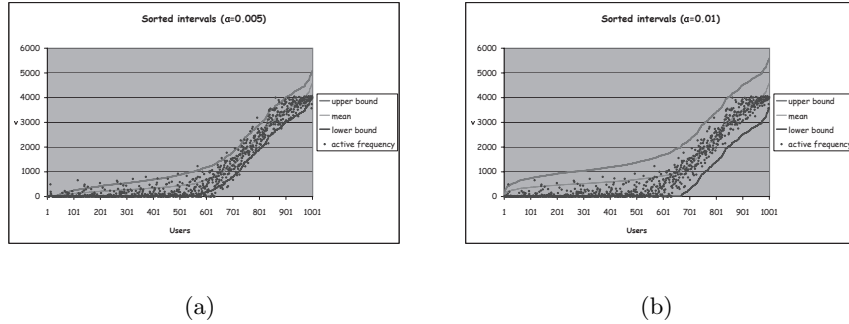 Sorted intervals (α=0.005)
6000
5000
4000
3000
2000
1000
0
v
1 101 201 301 401 501 601 701 801 901 1001
Users
upper bound
mean
lower bound
active frequency
(a)
Sorted intervals (α=0.01)
6000
5000
4000
3000
2000
1000
0
v
1 101 201 301 401 501 601 701 801 901 1001
Users
upper bound
mean
lower bound
active frequency
(b)